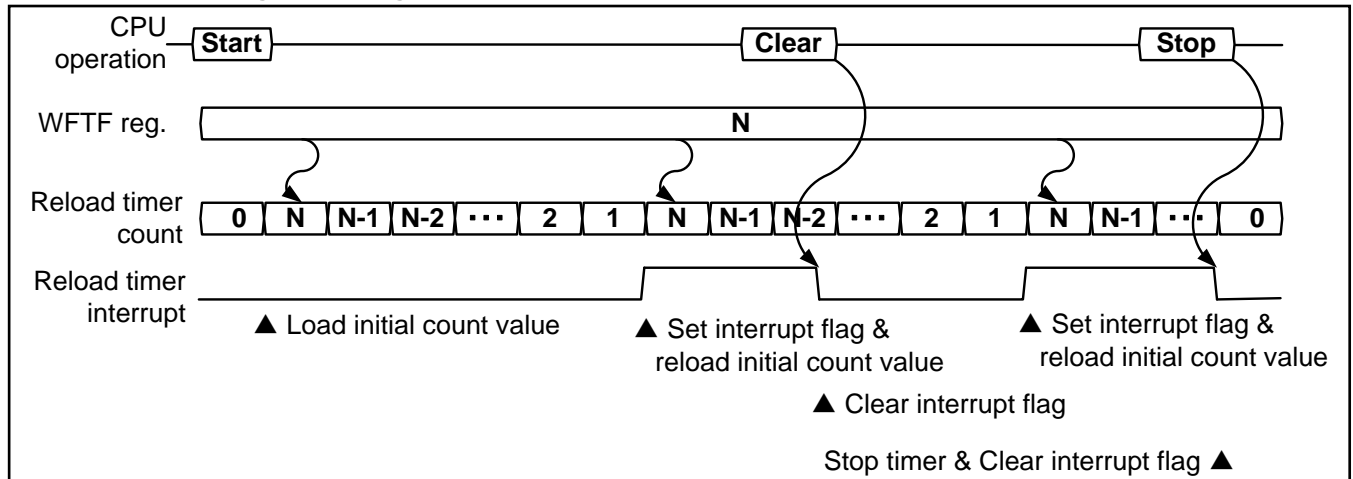 CPU
operation
Start
Clear
Stop
WFTF reg.
N
Reload timer
count
0 N N-1 N-2 ··· 2 1 N N-1 N-2 ··· 2 1 N N-1 ··· 0
Reload timer
interrupt
▲ Load initial count value
▲ Set interrupt flag &
reload initial count value
▲ Set interrupt flag &
reload initial count value
▲ Clear interrupt flag
Stop timer & Clear interrupt flag ▲